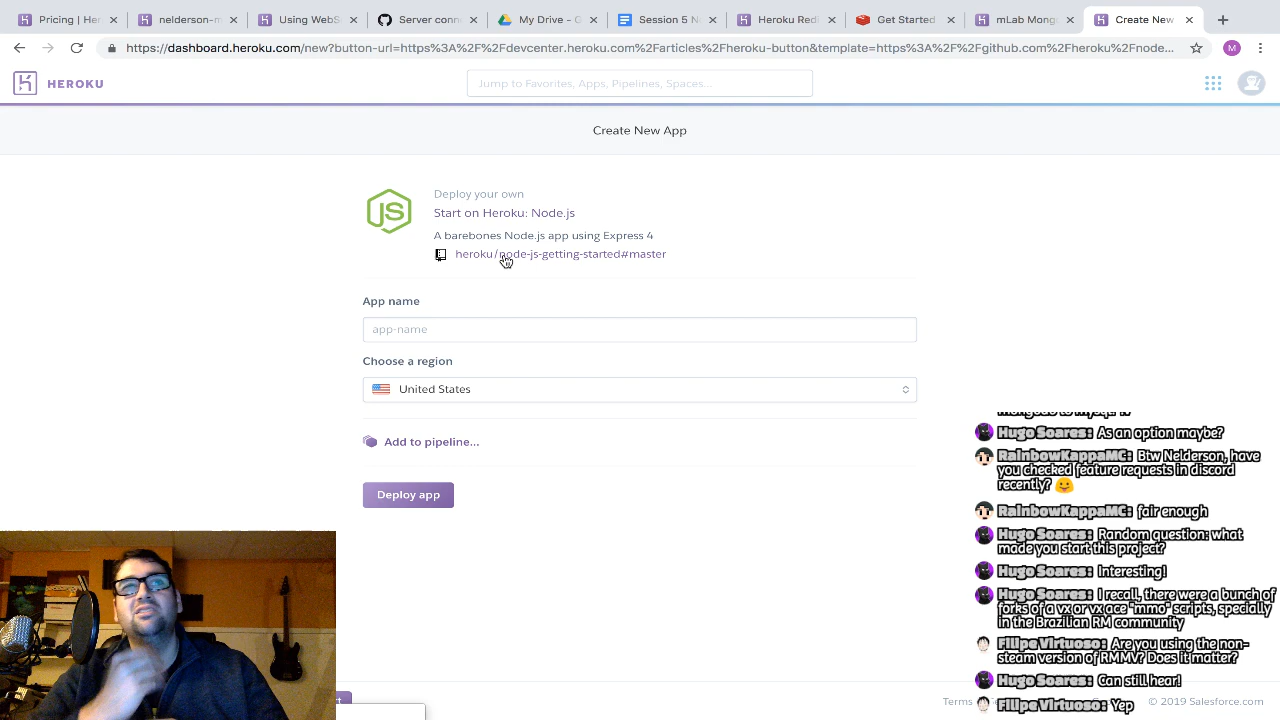 Pricing | Her
nelderson-m
Using WebS
Server conn
My Drive - G
Session 5 N
Heroku Redi
Get Started
mLab Mong
Create New
https://dashboard.heroku.com/new?button-url=https%3A%2F%2Fdevcenter.heroku.com%2Farticles%2Fheroku-button&template=https%3A%2F%2Fgithub.com%2Fheroku%2Fnode...
M
HEROKU
Jump to Favorites, Apps, Pipelines, Spaces...
Create New App
JS
Deploy your own
Start on Heroku: Node.js
A barebones Node.js app using Express 4
heroku/node-js-getting-started#master
App name
app-name
Choose a region
United States
Add to pipeline...
Deploy app
Hugo Soares: As an option maybe?
RainbowKappaMC: Btw Nelderson, have
you checked feature requests in discord
recently?
RainbowKappaMC: fair enough
Hugo Soares: Random question: what
made you start this project?
Hugo Soares: Interesting!
Hugo Soares: I recall, there were a bunch of
forks of a vx or vx ace "mmo" scripts, specially
in the Brazilian RM community
Filipe Virtuoso: Are you using the non-
steam version of RMMV? Does it matter?
Hugo Soares: Can still hear!
Filipe Virtuoso: Yep
Terms
© 2019 Salesforce.com